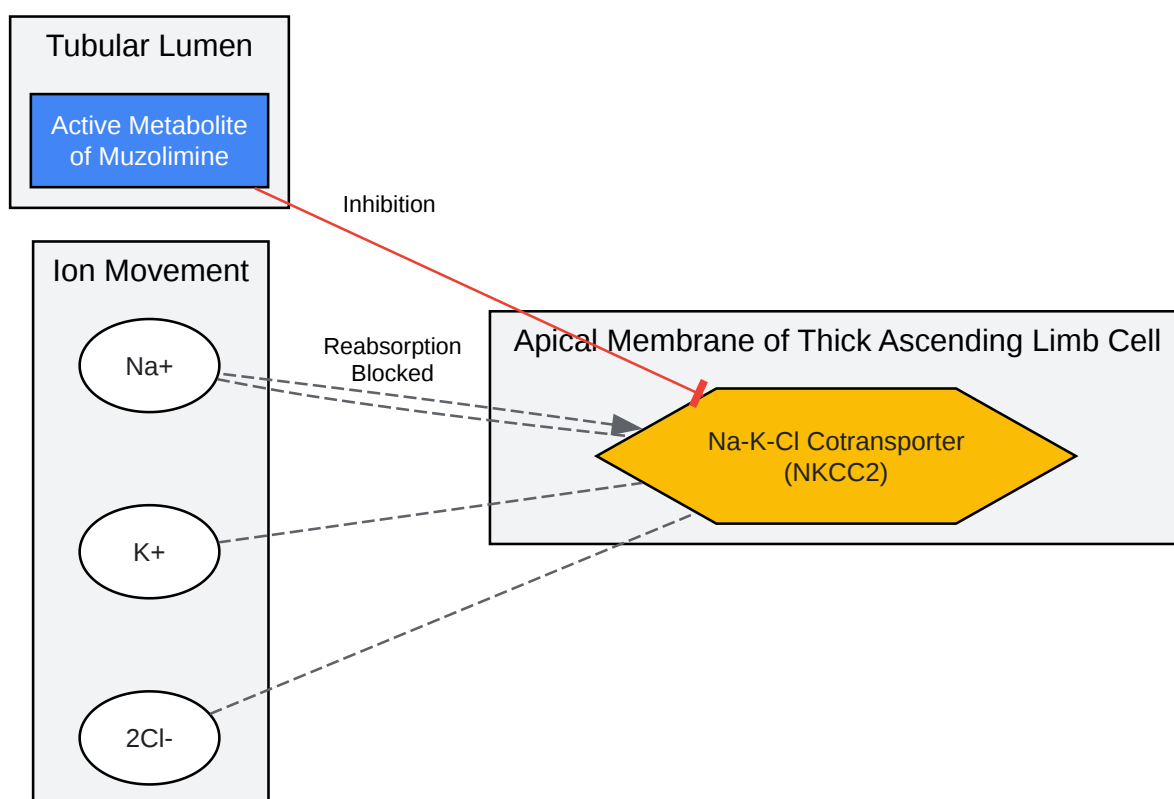 Tubular Lumen
Active Metabolite
of Muzolimine
Inhibition
Ion Movement
Na+
Reabsorption
Blocked
Apical Membrane of Thick Ascending Limb Cell
Na-K-Cl Cotransporter
(NKCC2)
K+
2Cl-